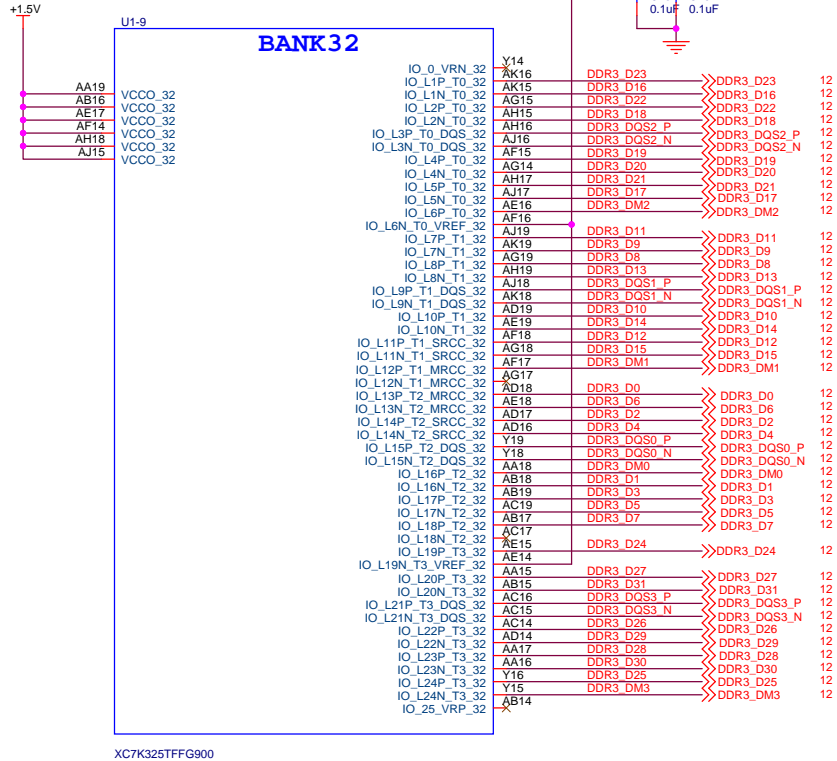 +1.5V
0.1uF 0.1uF
U1-9
BANK32
AA19 VCCO_32
AB16 VCCO_32
AE17 VCCO_32
AF14 VCCO_32
AH18 VCCO_32
AJ15 VCCO_32
IO_0_VRN_32 Y14
IO_L1P_T0_32 AK16 DDR3_D23 DDR3_D23 12
IO_L1N_T0_32 AK15 DDR3_D16 DDR3_D16 12
IO_L2P_T0_32 AG15 DDR3_D22 DDR3_D22 12
IO_L2N_T0_32 AH15 DDR3_D18 DDR3_D18 12
IO_L3P_T0_DQS_32 AH16 DDR3_DQS2_P DDR3_DQS2_P 12
IO_L3N_T0_DQS_32 AJ16 DDR3_DQS2_N DDR3_DQS2_N 12
IO_L4P_T0_32 AF15 DDR3_D19 DDR3_D19 12
IO_L4N_T0_32 AG14 DDR3_D20 DDR3_D20 12
IO_L5P_T0_32 AH17 DDR3_D21 DDR3_D21 12
IO_L5N_T0_32 AJ17 DDR3_D17 DDR3_D17 12
IO_L6P_T0_32 AE16 DDR3_DM2 DDR3_DM2 12
IO_L6N_T0_VREF_32 AF16
IO_L7P_T1_32 AJ19 DDR3_D11 DDR3_D11 12
IO_L7N_T1_32 AK19 DDR3_D9 DDR3_D9 12
IO_L8P_T1_32 AG19 DDR3_D8 DDR3_D8 12
IO_L8N_T1_32 AH19 DDR3_D13 DDR3_D13 12
IO_L9P_T1_DQS_32 AJ18 DDR3_DQS1_P DDR3_DQS1_P 12
IO_L9N_T1_DQS_32 AK18 DDR3_DQS1_N DDR3_DQS1_N 12
IO_L10P_T1_32 AD19 DDR3_D10 DDR3_D10 12
IO_L10N_T1_32 AE19 DDR3_D14 DDR3_D14 12
IO_L11P_T1_SRCC_32 AF18 DDR3_D12 DDR3_D12 12
IO_L11N_T1_SRCC_32 AG18 DDR3_D15 DDR3_D15 12
IO_L12P_T1_MRCC_32 AF17 DDR3_DM1 DDR3_DM1 12
IO_L12N_T1_MRCC_32 AG17
IO_L13P_T2_MRCC_32 AD18 DDR3_D0 DDR3_D0 12
IO_L13N_T2_MRCC_32 AE18 DDR3_D6 DDR3_D6 12
IO_L14P_T2_SRCC_32 AD17 DDR3_D2 DDR3_D2 12
IO_L14N_T2_SRCC_32 AD16 DDR3_D4 DDR3_D4 12
IO_L15P_T2_DQS_32 Y19 DDR3_DQS0_P DDR3_DQS0_P 12
IO_L15N_T2_DQS_32 Y18 DDR3_DQS0_N DDR3_DQS0_N 12
IO_L16P_T2_32 AA18 DDR3_DM0 DDR3_DM0 12
IO_L16N_T2_32 AB18 DDR3_D1 DDR3_D1 12
IO_L17P_T2_32 AB19 DDR3_D3 DDR3_D3 12
IO_L17N_T2_32 AC19 DDR3_D5 DDR3_D5 12
IO_L18P_T2_32 AB17 DDR3_D7 DDR3_D7 12
IO_L18N_T2_32 AC17
IO_L19P_T3_32 AE15 DDR3_D24 DDR3_D24 12
IO_L19N_T3_VREF_32 AE14
IO_L20P_T3_32 AA15 DDR3_D27 DDR3_D27 12
IO_L20N_T3_32 AB15 DDR3_D31 DDR3_D31 12
IO_L21P_T3_DQS_32 AC16 DDR3_DQS3_P DDR3_DQS3_P 12
IO_L21N_T3_DQS_32 AC15 DDR3_DQS3_N DDR3_DQS3_N 12
IO_L22P_T3_32 AC14 DDR3_D26 DDR3_D26 12
IO_L22N_T3_32 AD14 DDR3_D29 DDR3_D29 12
IO_L23P_T3_32 AA17 DDR3_D28 DDR3_D28 12
IO_L23N_T3_32 AA16 DDR3_D30 DDR3_D30 12
IO_L24P_T3_32 Y16 DDR3_D25 DDR3_D25 12
IO_L24N_T3_32 Y15 DDR3_DM3 DDR3_DM3 12
IO_25_VRP_32 AB14
XC7K325TFFG900